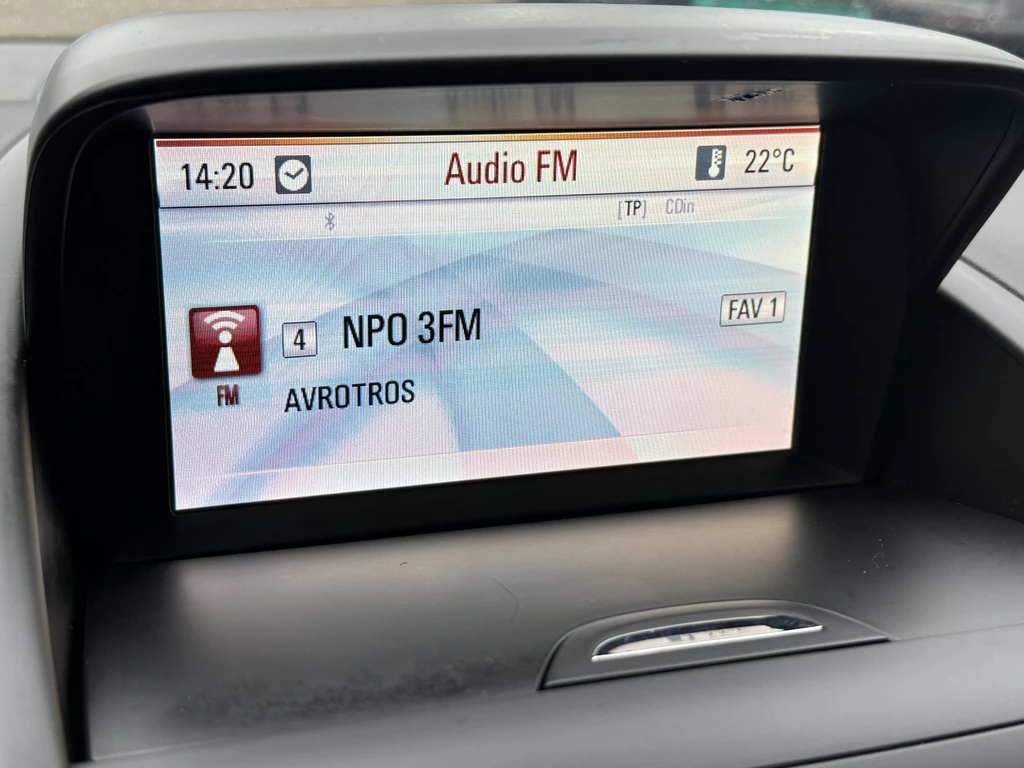 14:20 Audio FM 22°C
[TP] CDin
4 NPO 3FM FAV 1
FM AVROTROS